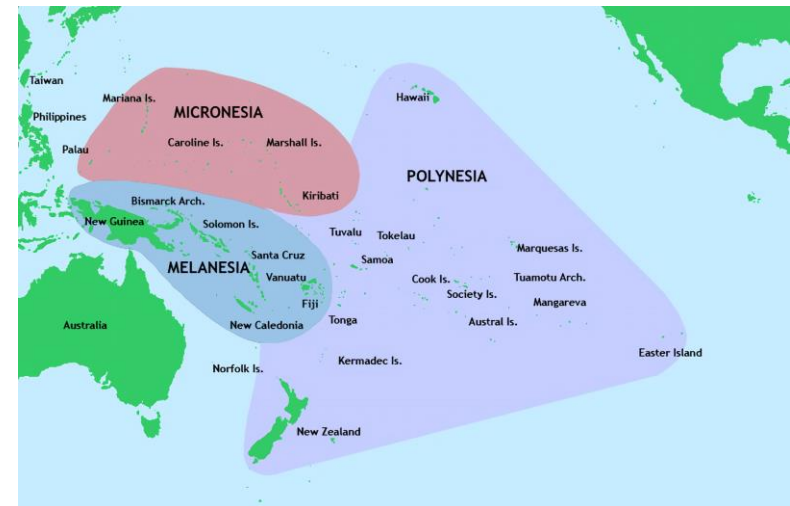 Taiwan
Mariana Is.
Hawaii
MICRONESIA
Philippines
Caroline Is.
Marshall Is.
Palau
POLYNESIA
Kiribati
Bismarck Arch.
New Guinea
Solomon Is.
Tuvalu
Tokelau
Marquesas Is.
Santa Cruz
Samoa
MELANESIA
Vanuatu
Cook Is.
Tuamotu Arch.
Society Is.
Fiji
Mangareva
Australia
New Caledonia
Tonga
Austral Is.
Easter Island
Norfolk Is.
Kermadec Is.
New Zealand